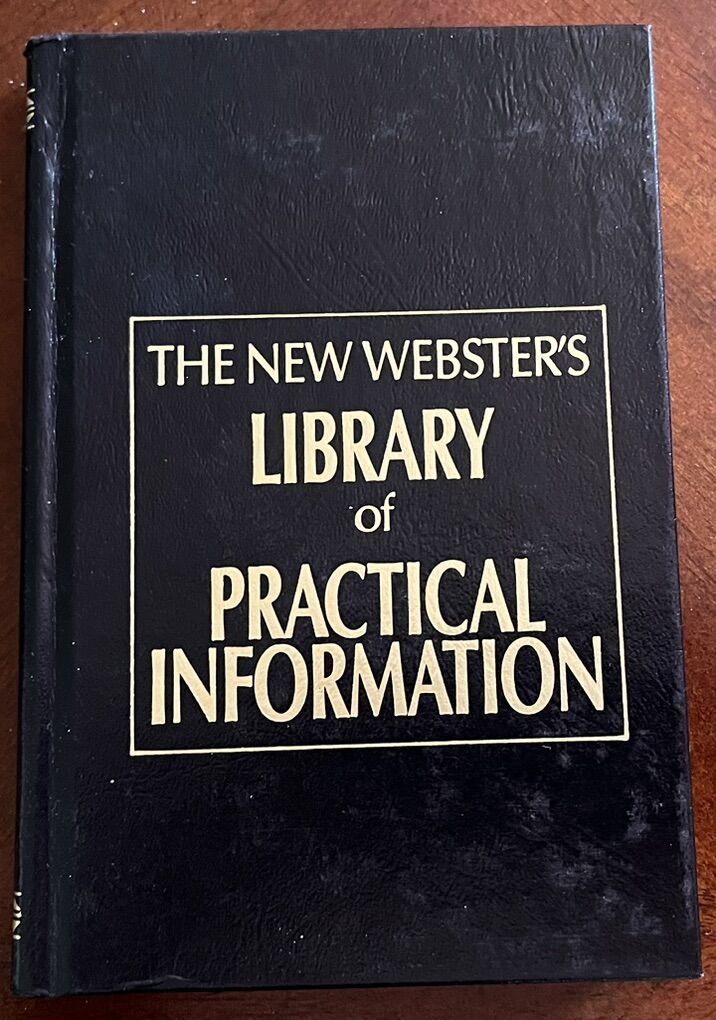 THE NEW WEBSTER'S
LIBRARY
of
PRACTICAL
INFORMATION